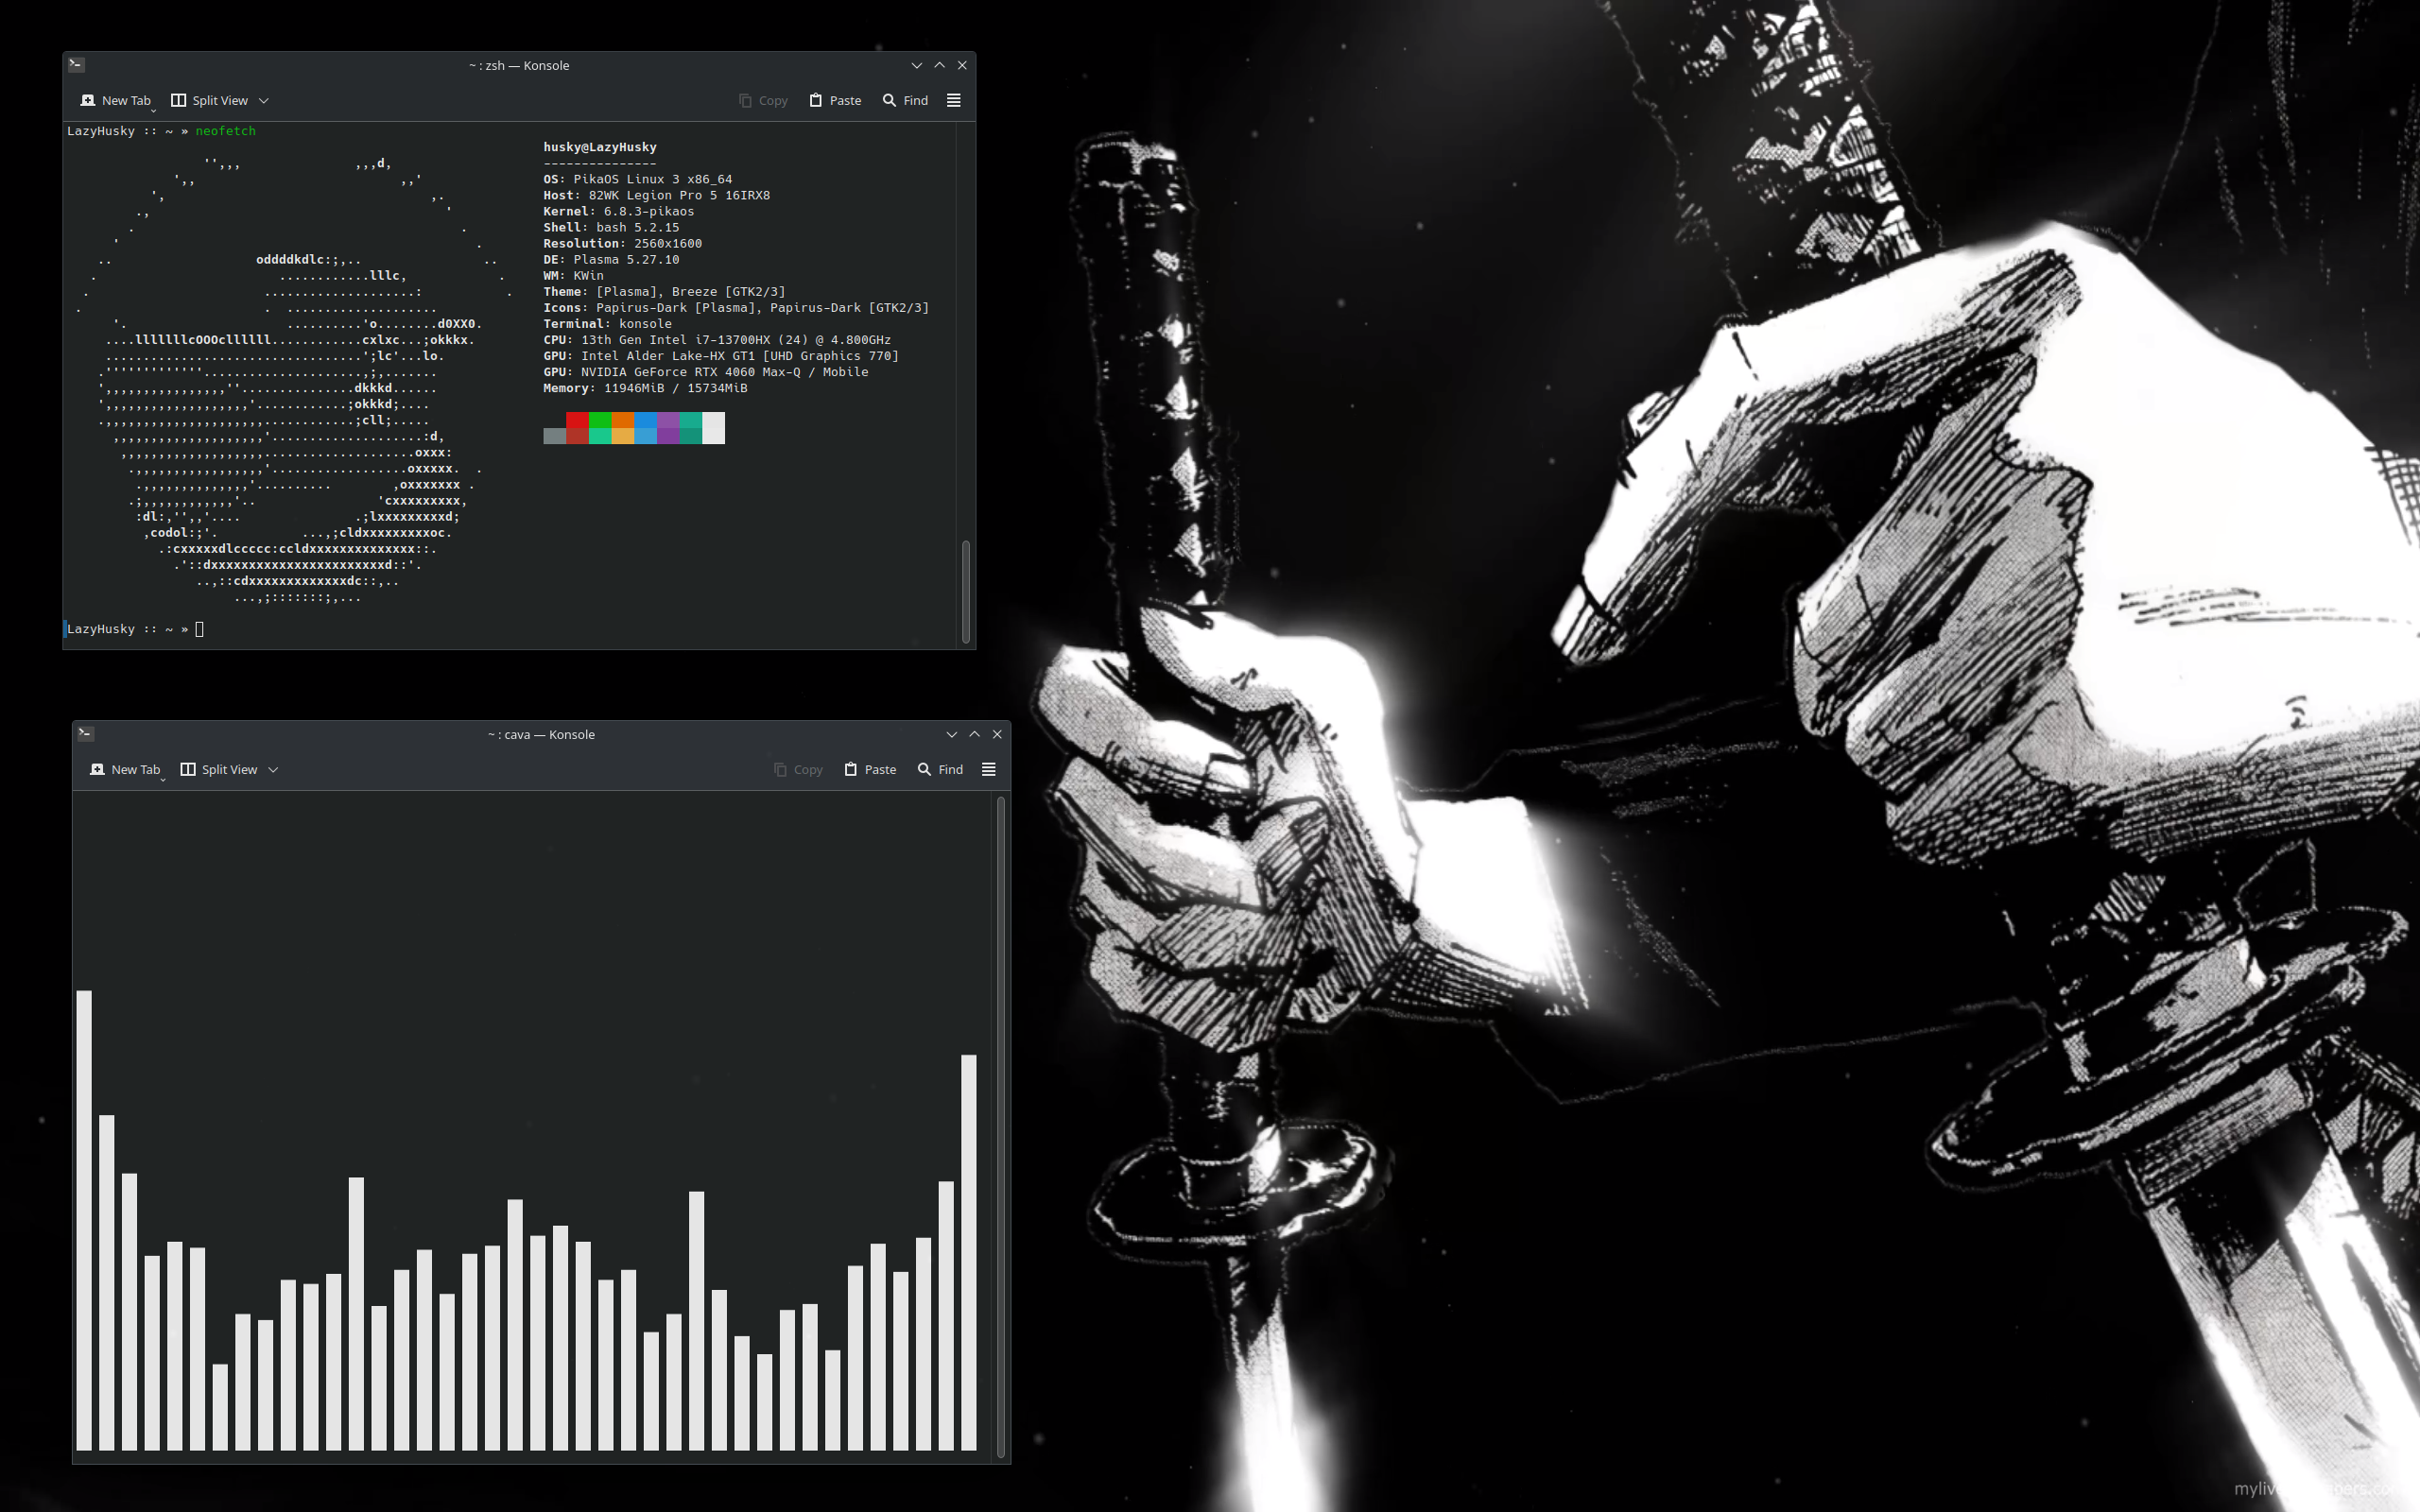 ~ : zsh — Konsole
New Tab Split View Copy Paste Find
LazyHusky :: ~ » neofetch
husky@LazyHusky
---------------
OS: PikaOS Linux 3 x86_64
Host: 82WK Legion Pro 5 16IRX8
Kernel: 6.8.3-pikaos
Shell: bash 5.2.15
Resolution: 2560x1600
DE: Plasma 5.27.10
WM: KWin
Theme: [Plasma], Breeze [GTK2/3]
Icons: Papirus-Dark [Plasma], Papirus-Dark [GTK2/3]
Terminal: konsole
CPU: 13th Gen Intel i7-13700HX (24) @ 4.800GHz
GPU: Intel Alder Lake-HX GT1 [UHD Graphics 770]
GPU: NVIDIA GeForce RTX 4060 Max-Q / Mobile
Memory: 11946MiB / 15734MiB
LazyHusky :: ~ »
~ : cava — Konsole
New Tab Split View Copy Paste Find